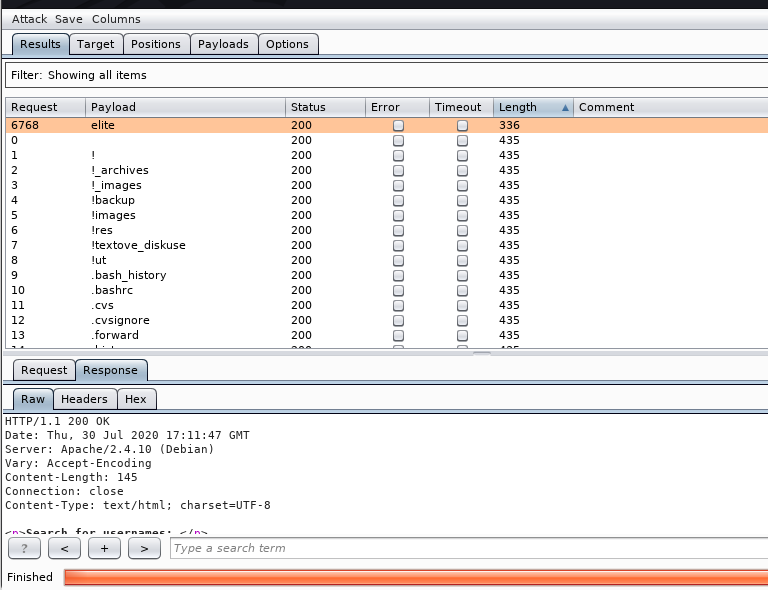 Attack Save Columns
Results Target Positions Payloads Options
Filter: Showing all items
Request Payload Status Error Timeout Length Comment
6768 elite 200 336
0 200 435
1 ! 200 435
2 !_archives 200 435
3 !_images 200 435
4 !backup 200 435
5 !images 200 435
6 !res 200 435
7 !textove_diskuse 200 435
8 !ut 200 435
9 .bash_history 200 435
10 .bashrc 200 435
11 .cvs 200 435
12 .cvsignore 200 435
13 .forward 200 435
Request Response
Raw Headers Hex
HTTP/1.1 200 OK
Date: Thu, 30 Jul 2020 17:11:47 GMT
Server: Apache/2.4.10 (Debian)
Vary: Accept-Encoding
Content-Length: 145
Connection: close
Content-Type: text/html; charset=UTF-8
<p>Search for usernames: </p>
? < + > Type a search term
Finished